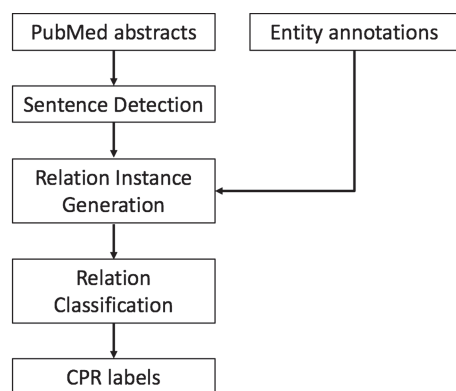 PubMed abstracts
Entity annotations
Sentence Detection
Relation Instance
Generation
Relation
Classification
CPR labels